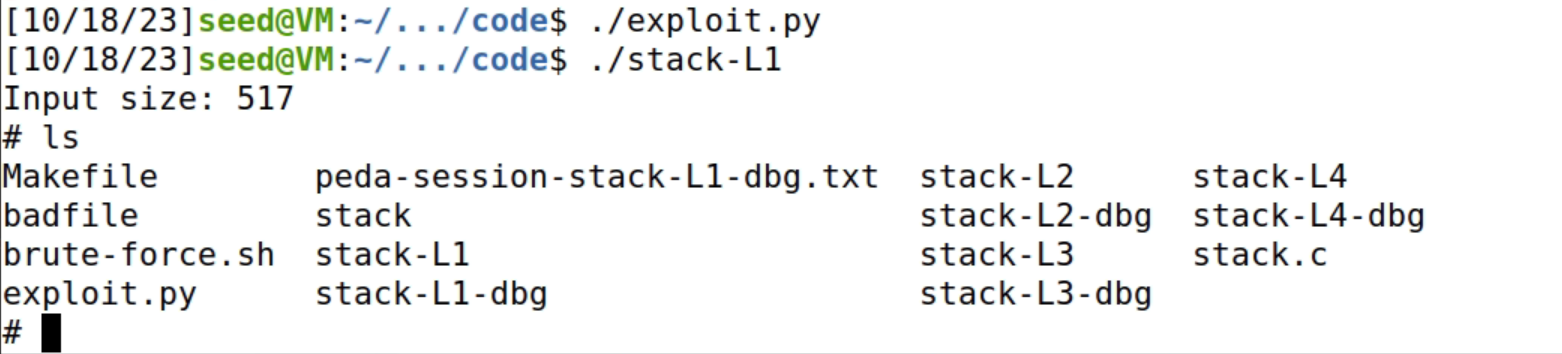 [10/18/23]seed@VM:~/.../code$ ./exploit.py
[10/18/23]seed@VM:~/.../code$ ./stack-L1
Input size: 517
# ls
Makefile        peda-session-stack-L1-dbg.txt  stack-L2      stack-L4
badfile         stack                          stack-L2-dbg  stack-L4-dbg
brute-force.sh  stack-L1                       stack-L3      stack.c
exploit.py      stack-L1-dbg                   stack-L3-dbg
#